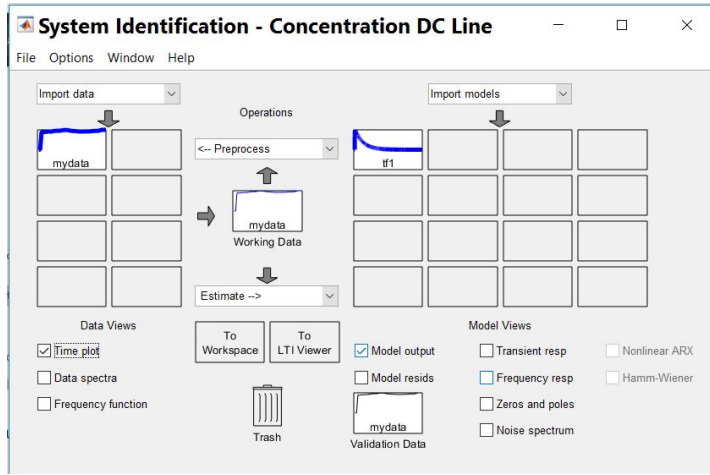 System Identification - Concentration DC Line
File Options Window Help
Import data
Import models
Operations
mydata
<-- Preprocess
tf1
mydata
Working Data
Estimate -->
Data Views
Time plot
Data spectra
Frequency function
To Workspace
To LTI Viewer
Trash
Model Views
Model output
Transient resp
Nonlinear ARX
Model resids
Frequency resp
Hamm-Wiener
Zeros and poles
Noise spectrum
mydata
Validation Data